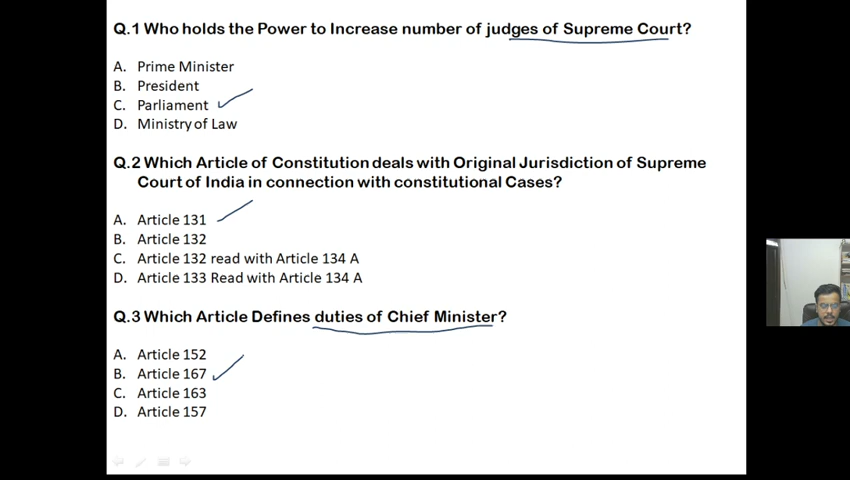 Q.1 Who holds the Power to Increase number of judges of Supreme Court?
A. Prime Minister
B. President
C. Parliament
D. Ministry of Law
Q.2 Which Article of Constitution deals with Original Jurisdiction of Supreme
Court of India in connection with constitutional Cases?
A. Article 131
B. Article 132
C. Article 132 read with Article 134 A
D. Article 133 Read with Article 134 A
Q.3 Which Article Defines duties of Chief Minister?
A. Article 152
B. Article 167
C. Article 163
D. Article 157